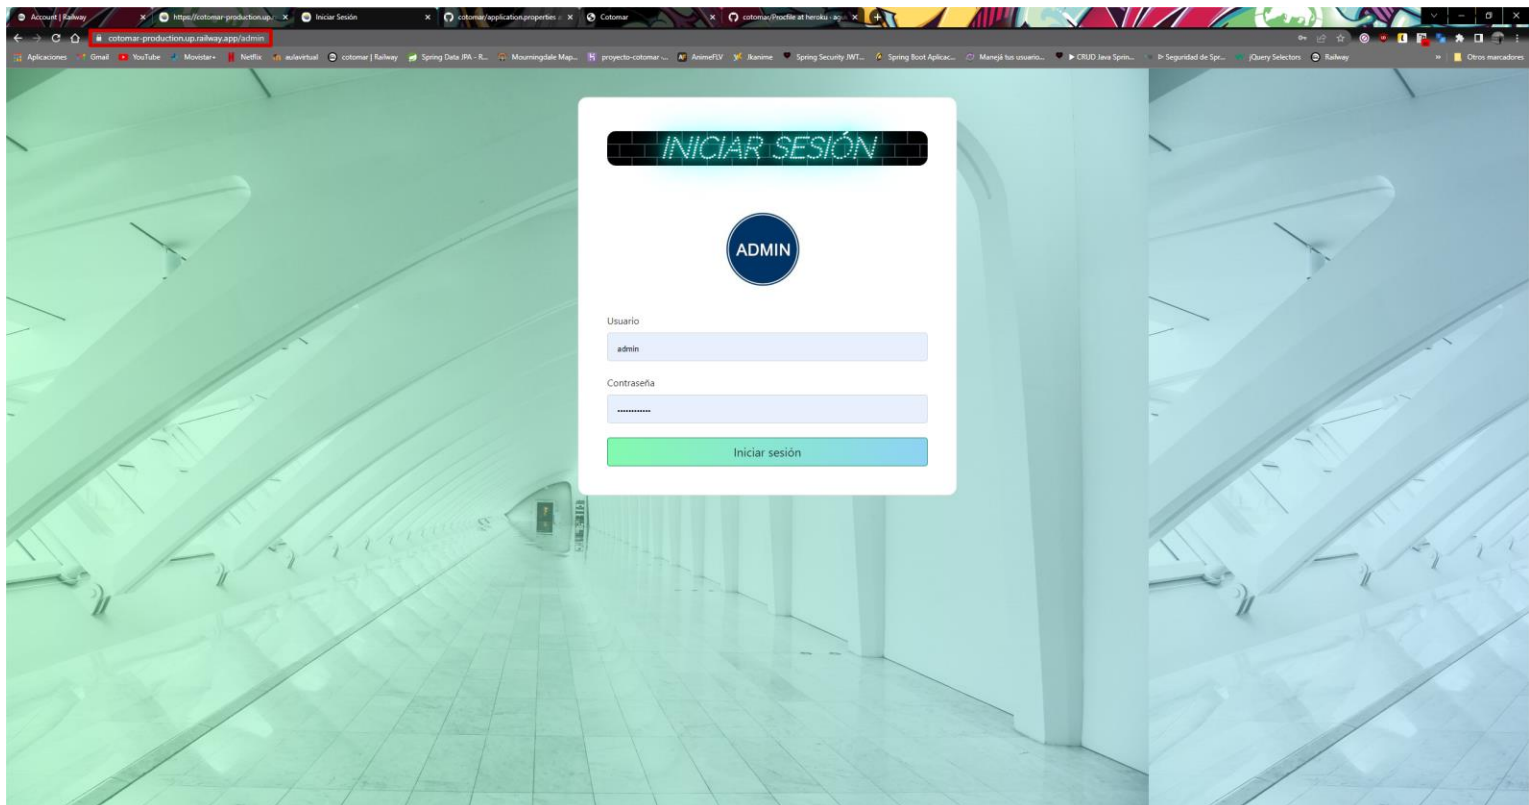 Account | Railway
https://cotomar-production.up.
Iniciar Sesión
cotomar/application.properties
Cotomar
cotomar/Procfile at heroku · agu
cotomar-production.up.railway.app/admin
Aplicaciones
Gmail
YouTube
Movistar+
Netflix
aulavirtual
cotomar | Railway
Spring Data JPA - R...
Mourningdale Map...
proyecto-cotomar -...
AnimeFLV
Jkanime
Spring Security JWT...
Spring Boot Aplicac...
Manejá tus usuario...
CRUD Java Sprin...
Seguridad de Spr...
jQuery Selectors
Railway
»
Otros marcadores
INICIAR SESIÓN
ADMIN
Usuario
admin
Contraseña
············
Iniciar sesión